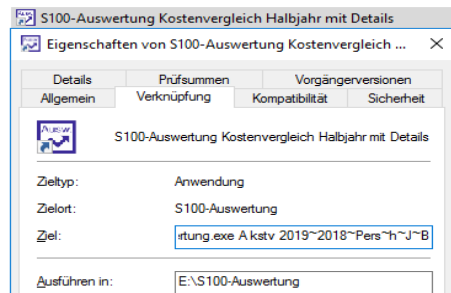 S100-Auswertung Kostenvergleich Halbjahr mit Details
Eigenschaften von S100-Auswertung Kostenvergleich ...
Details Prüfsummen Vorgängerversionen
Allgemein Verknüpfung Kompatibilität Sicherheit
Ausw.
S100-Auswertung Kostenvergleich Halbjahr mit Details
Zieltyp: Anwendung
Zielort: S100-Auswertung
Ziel: rtung.exe A kstv 2019~2018~Pers~h~J~B
Ausführen in: E:\S100-Auswertung